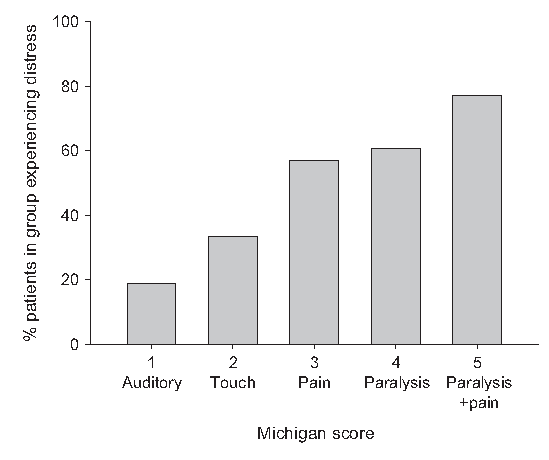 % patients in group experiencing distress
100
80
60
40
20
0
1 2 3 4 5
Auditory Touch Pain Paralysis Paralysis
+pain
Michigan score